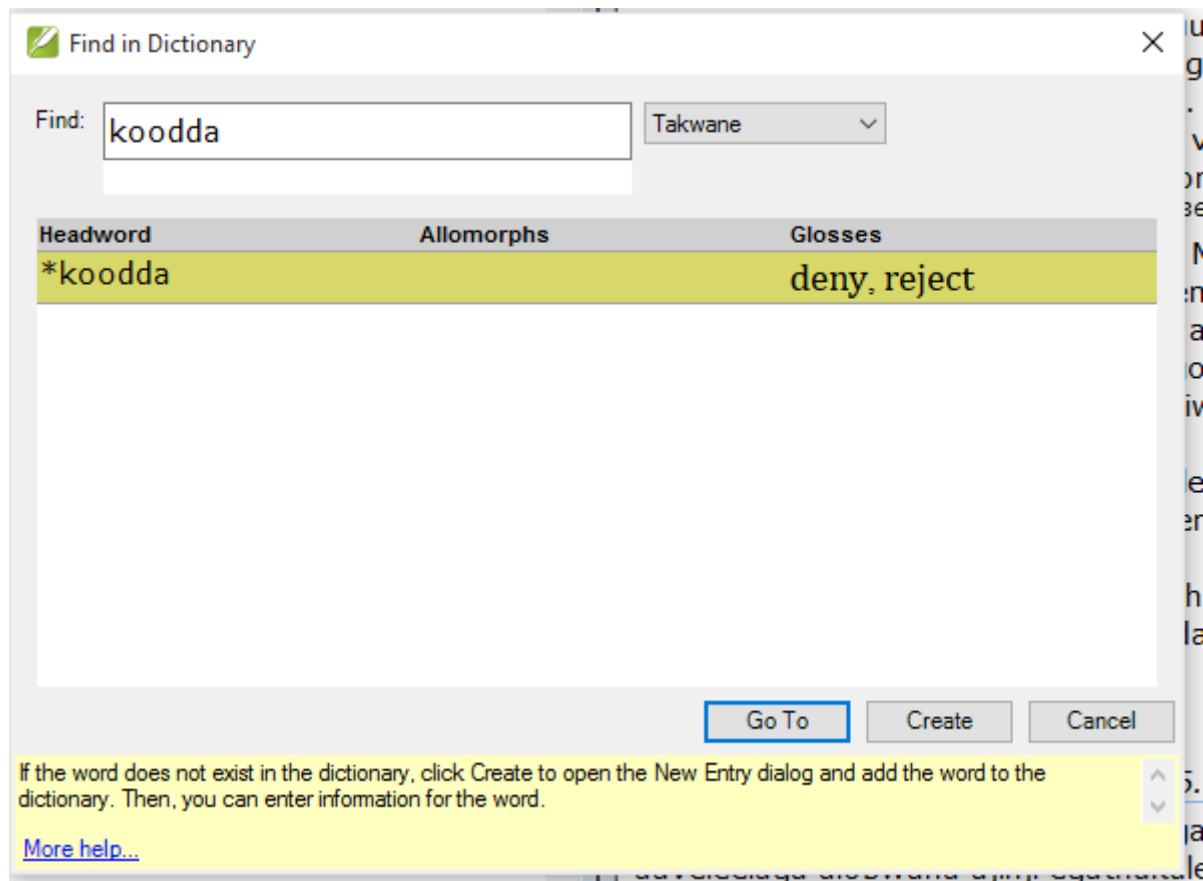 Find in Dictionary
Find:
koodda
Takwane
Headword Allomorphs Glosses
*koodda deny, reject
Go To Create Cancel
If the word does not exist in the dictionary, click Create to open the New Entry dialog and add the word to the
dictionary. Then, you can enter information for the word.
More help...